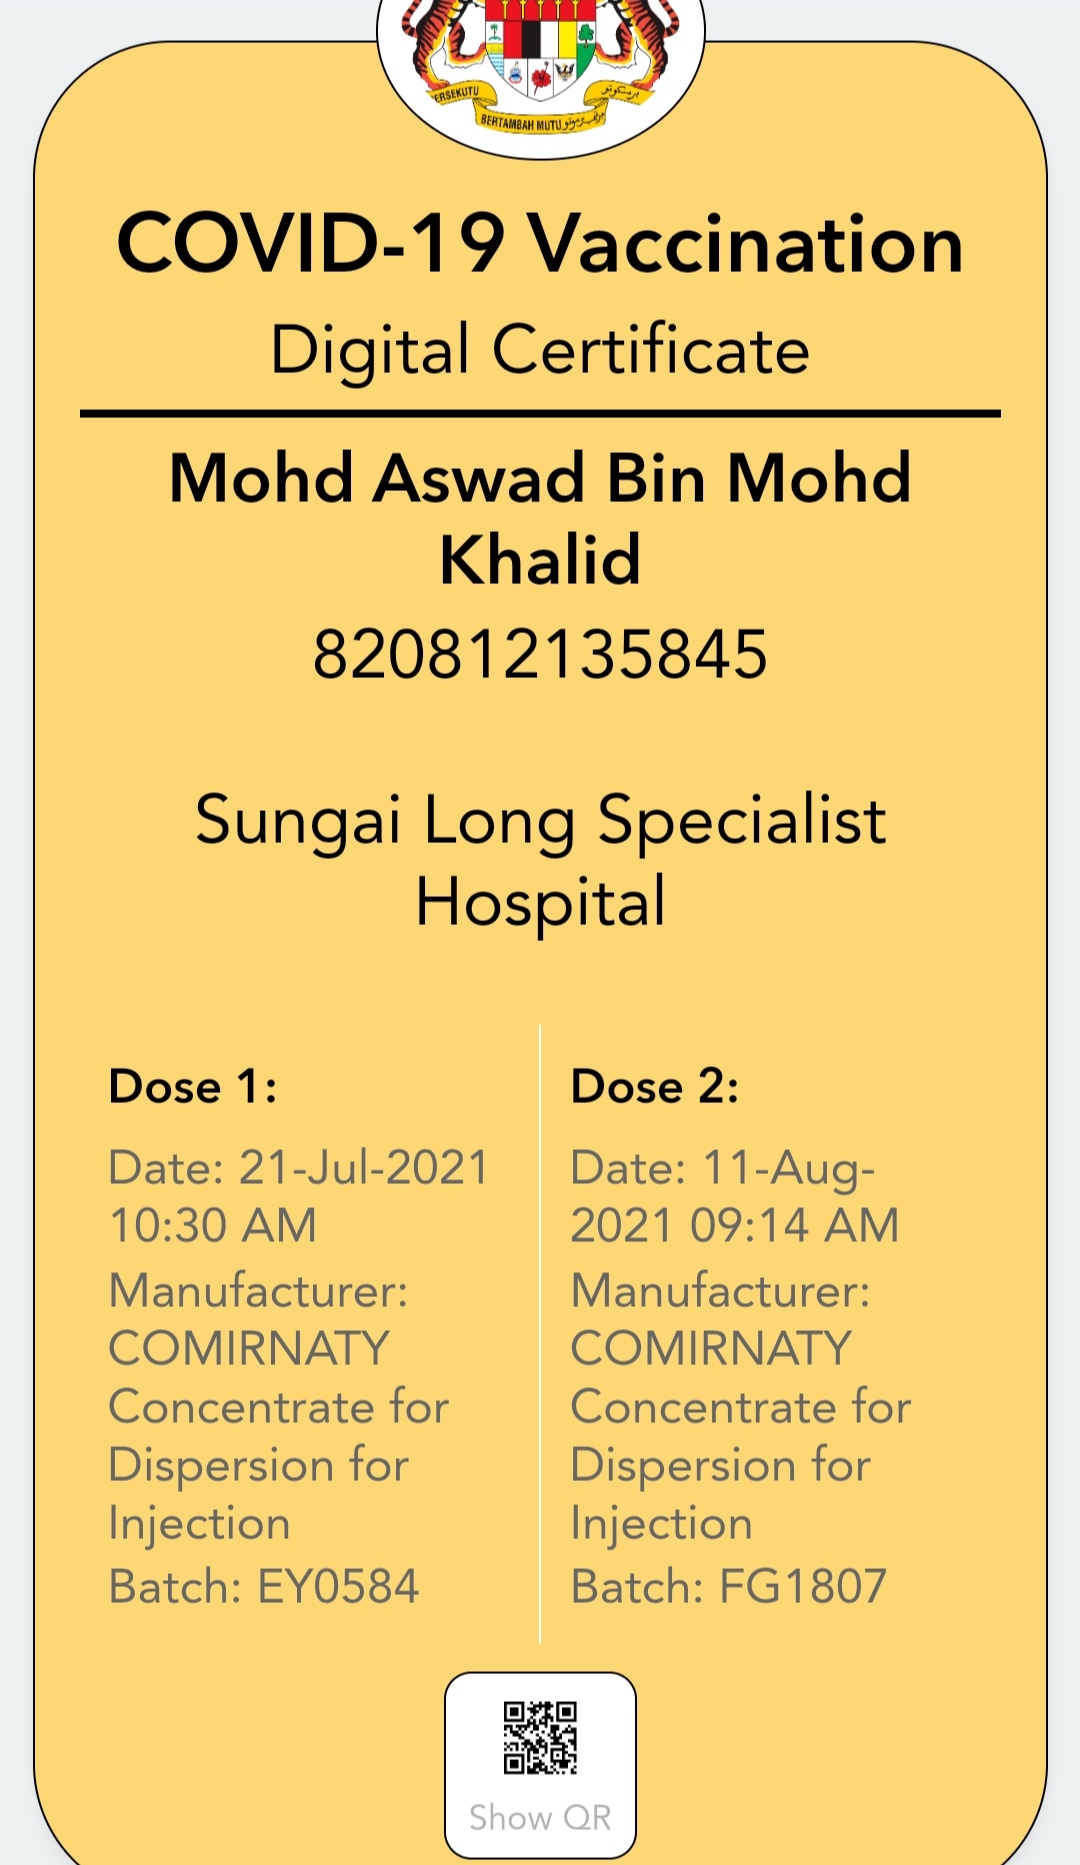 ERSEKUTU
BERTAMBAH MUTU
COVID-19 Vaccination
Digital Certificate
Mohd Aswad Bin Mohd
Khalid
820812135845
Sungai Long Specialist
Hospital
Dose 1:
Date: 21-Jul-2021
10:30 AM
Manufacturer:
COMIRNATY
Concentrate for
Dispersion for
Injection
Batch: EY0584
Dose 2:
Date: 11-Aug-
2021 09:14 AM
Manufacturer:
COMIRNATY
Concentrate for
Dispersion for
Injection
Batch: FG1807
Show QR